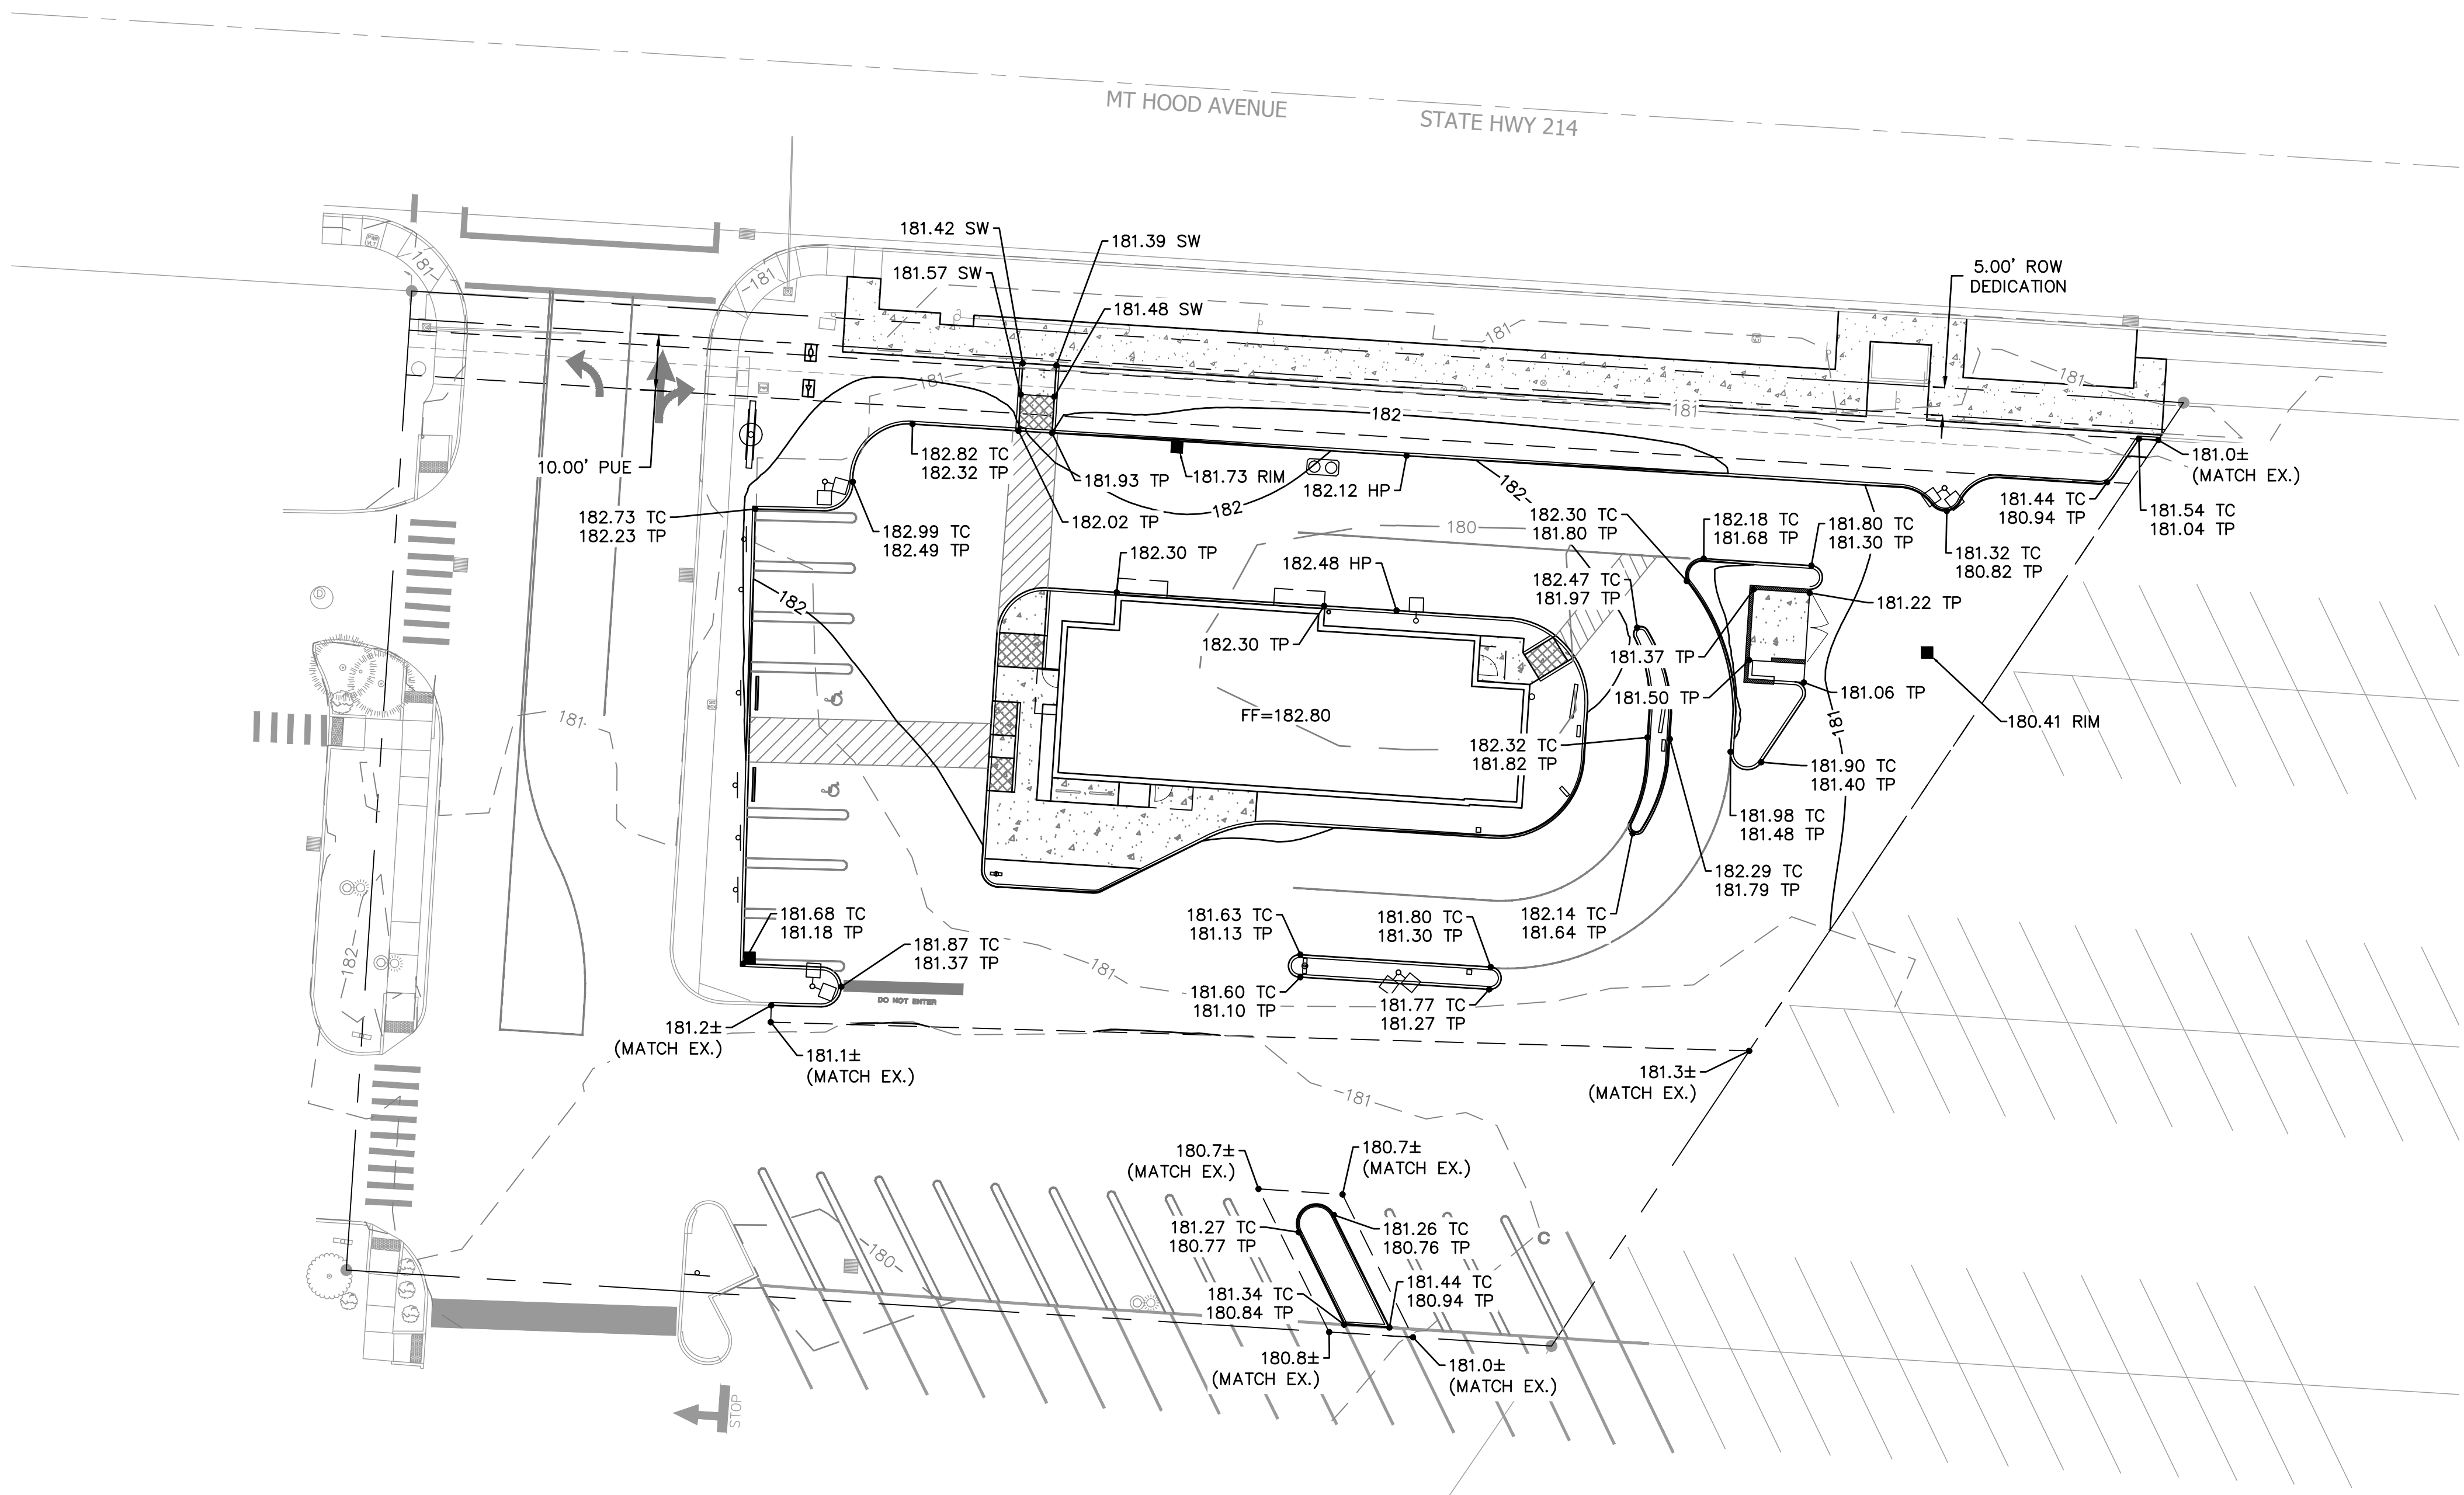 MT HOOD AVENUE
STATE HWY 214
181.42 SW
181.39 SW
181.57 SW
181.48 SW
5.00' ROW
DEDICATION
181
181
181
181
181
181
10.00' PUE
182
182.82 TC
182.32 TP
181.93 TP
181.73 RIM
182.12 HP
182
182
182.02 TP
182.73 TC
182.23 TP
182.99 TC
182.49 TP
181.0±
(MATCH EX.)
181.44 TC
180.94 TP
181.54 TC
181.04 TP
181.32 TC
180.82 TP
180
182.30 TC
181.80 TP
182.18 TC
181.68 TP
181.80 TC
181.30 TP
182.30 TP
182.48 HP
182.47 TC
181.97 TP
181.22 TP
D
182
182.30 TP
181.37 TP
181.50 TP
181.06 TP
180.41 RIM
181
181
FF=182.80
182.32 TC
181.82 TP
181.90 TC
181.40 TP
181.98 TC
181.48 TP
182.29 TC
181.79 TP
182.14 TC
181.64 TP
181.68 TC
181.18 TP
181.87 TC
181.37 TP
181.63 TC
181.13 TP
181.80 TC
181.30 TP
182
181
DO NOT ENTER
181.60 TC
181.10 TP
181.77 TC
181.27 TP
181.2±
(MATCH EX.)
181.1±
(MATCH EX.)
181.3±
(MATCH EX.)
181
180.7±
(MATCH EX.)
180.7±
(MATCH EX.)
181.27 TC
180.77 TP
181.26 TC
180.76 TP
C
180
181.34 TC
180.84 TP
181.44 TC
180.94 TP
180.8±
(MATCH EX.)
181.0±
(MATCH EX.)
STOP